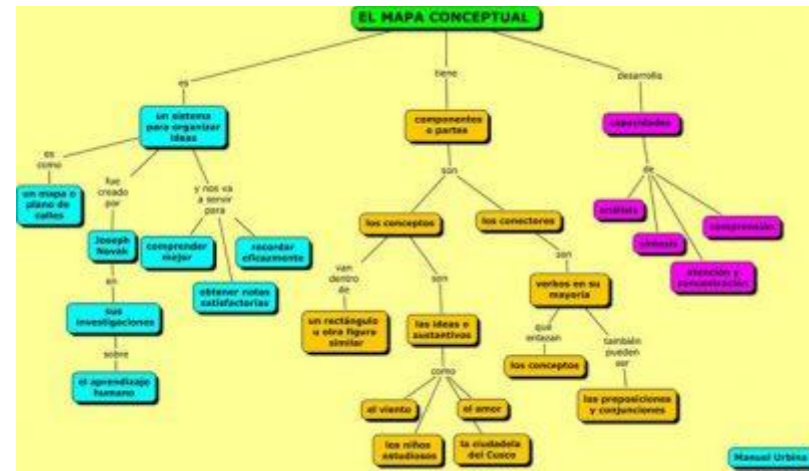 EL MAPA CONCEPTUAL
es
tiene
desarrolla
un sistema
para organizar
ideas
componentes
o partes
capacidades
es
como
fue
creado
por
y nos va
a servir
para
son
de
un mapa o
plano de
calles
Joseph
Novak
comprender
mejor
recordar
eficazmente
obtener notas
satisfactorias
los conceptos
los conectores
análisis
síntesis
comprensión
atención y
concentración
en
sus
investigaciones
sobre
el aprendizaje
humano
van
dentro
de
son
son
un rectángulo
u otra figura
similar
las ideas o
sustantivos
verbos en su
mayoría
que
enlazan
también
pueden
ser
los conceptos
las preposiciones
y conjunciones
como
el viento
el amor
los niños
estudiosos
la ciudadela
del Cusco
Manuel Urbina